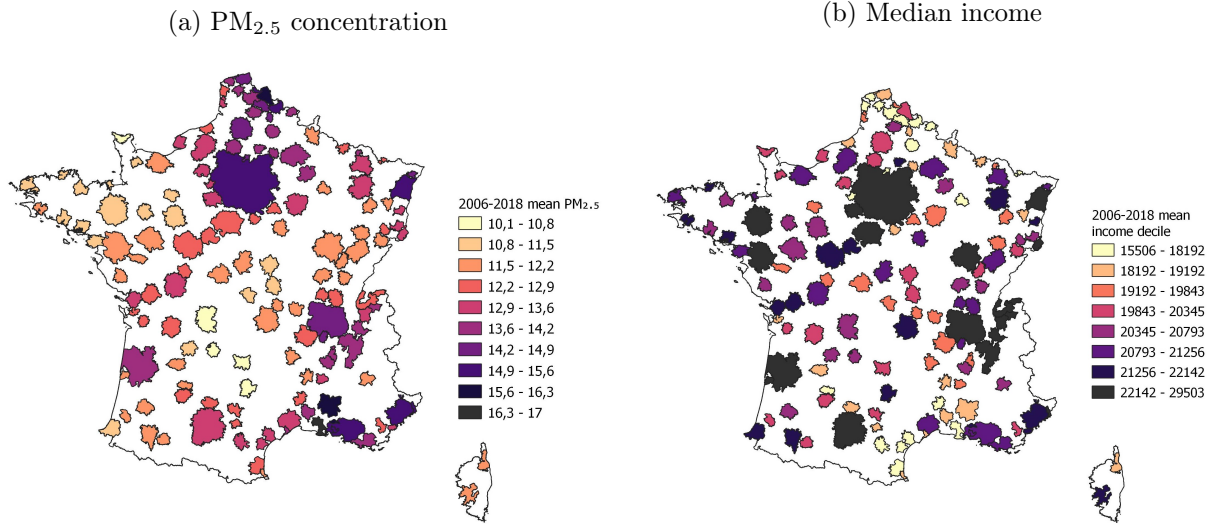 (a) PM₂.₅ concentration
2006-2018 mean PM₂.₅
10,1 - 10,8
10,8 - 11,5
11,5 - 12,2
12,2 - 12,9
12,9 - 13,6
13,6 - 14,2
14,2 - 14,9
14,9 - 15,6
15,6 - 16,3
16,3 - 17
(b) Median income
2006-2018 mean
income decile
15506 - 18192
18192 - 19192
19192 - 19843
19843 - 20345
20345 - 20793
20793 - 21256
21256 - 22142
22142 - 29503